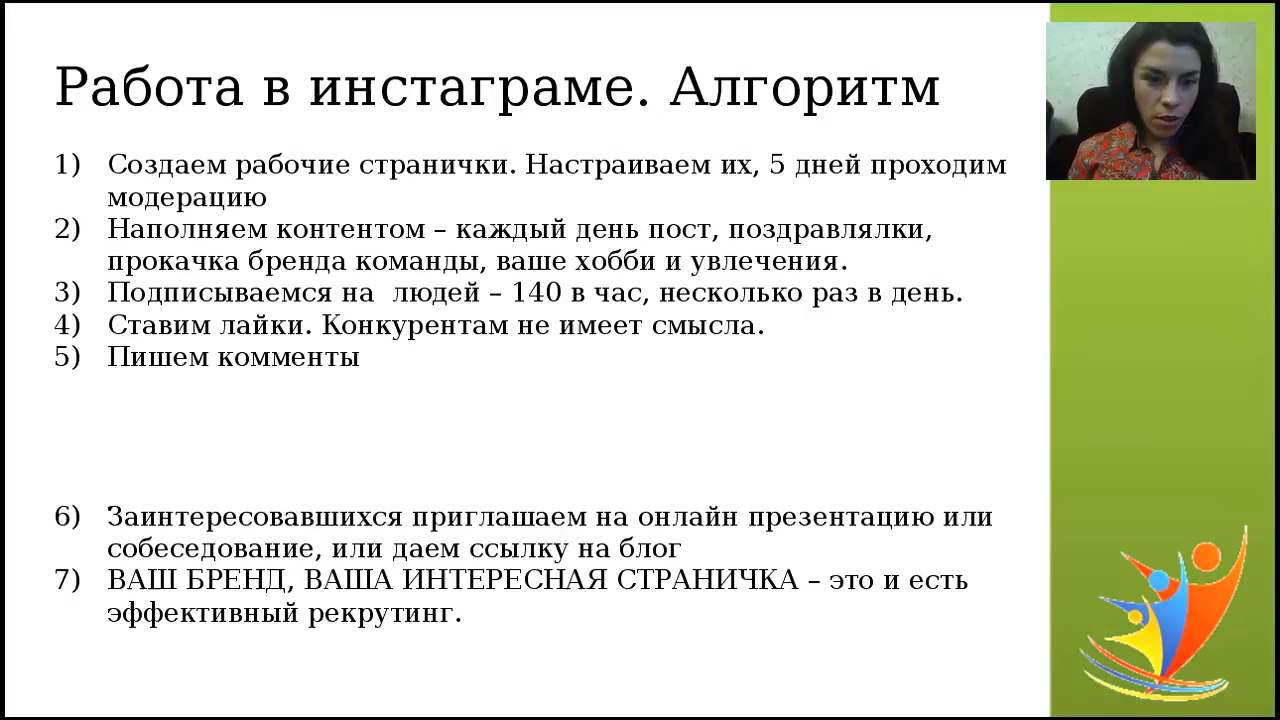 Работа в инстаграме. Алгоритм
1) Создаем рабочие странички. Настраиваем их, 5 дней проходим
модерацию
2) Наполняем контентом – каждый день пост, поздравлялки,
прокачка бренда команды, ваше хобби и увлечения.
3) Подписываемся на  людей – 140 в час, несколько раз в день.
4) Ставим лайки. Конкурентам не имеет смысла.
5) Пишем комменты
6) Заинтересовавшихся приглашаем на онлайн презентацию или
собеседование, или даем ссылку на блог
7) ВАШ БРЕНД, ВАША ИНТЕРЕСНАЯ СТРАНИЧКА – это и есть
эффективный рекрутинг.